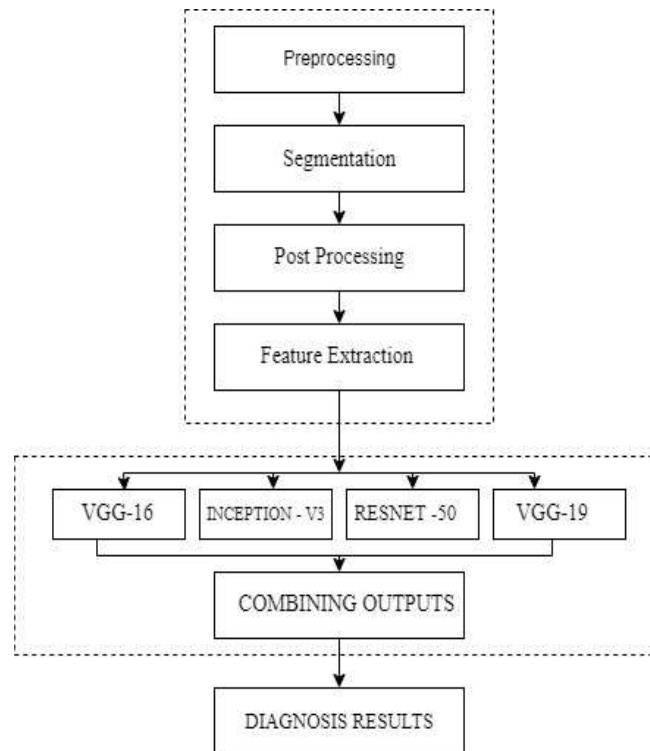 Preprocessing
Segmentation
Post Processing
Feature Extraction
VGG-16
INCEPTION - V3
RESNET -50
VGG-19
COMBINING OUTPUTS
DIAGNOSIS RESULTS